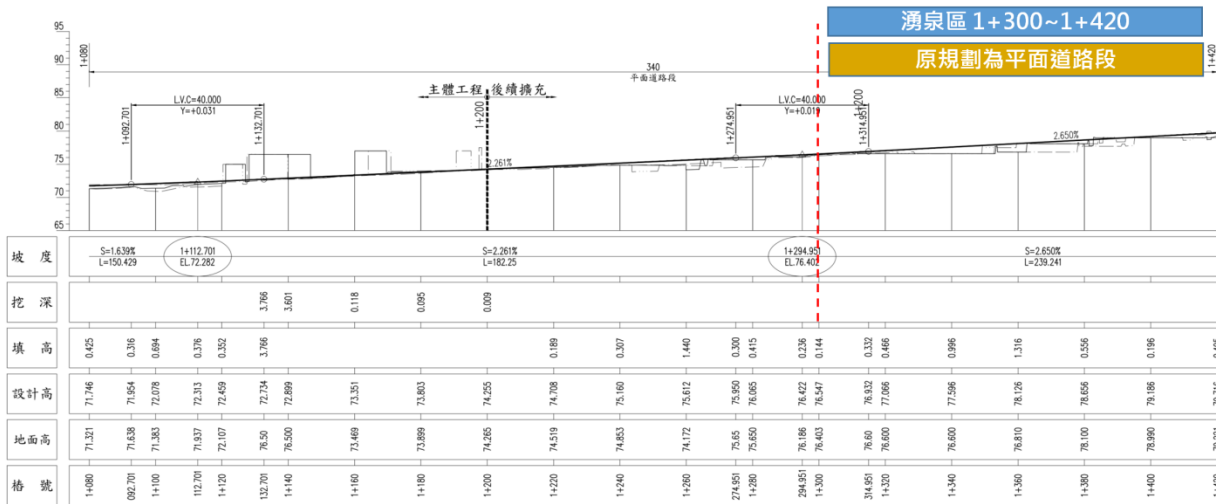 湧泉區 1+300~1+420
原規劃為平面道路段
95
90
85
80
75
70
65
1+080
1+420
340
平面道路段
主體工程 後續擴充
1+200
L.V.C=40.000
Y=+0.031
1+092.701
1+132.701
L.V.C=40.000
1+200
1+274.951
1+314.951
2.261%
2.650%
坡 度
S=1.639%
L=150.429
1+112.701
EL.72.282
S=2.261%
L=182.25
1+294.951
EL.76.402
S=2.650%
L=239.241
挖 深
3.766 3.601 0.118 0.095 0.009
填 高
0.425 0.316 0.694 0.376 0.352 3.766 0.189 0.307 1.440 0.300 0.415 0.236 0.144 0.332 0.466 0.996 1.316 0.556 0.196
設計高
71.746 71.954 72.078 72.313 72.459 72.734 72.899 73.351 73.803 74.255 74.708 75.160 75.612 75.950 76.065 76.422 76.547 76.932 77.066 77.596 78.126 78.656 79.186
地面高
71.321 71.638 71.383 71.937 72.107 76.50 76.500 73.469 73.899 74.265 74.519 74.853 74.172 75.65 75.650 76.186 76.403 76.60 76.600 76.600 76.810 78.100 78.990
樁 號
1+080 092.701 1+100 112.701 1+120 132.701 1+140 1+160 1+180 1+200 1+220 1+240 1+260 274.951 1+280 294.951 1+300 314.951 1+320 1+340 1+360 1+380 1+400